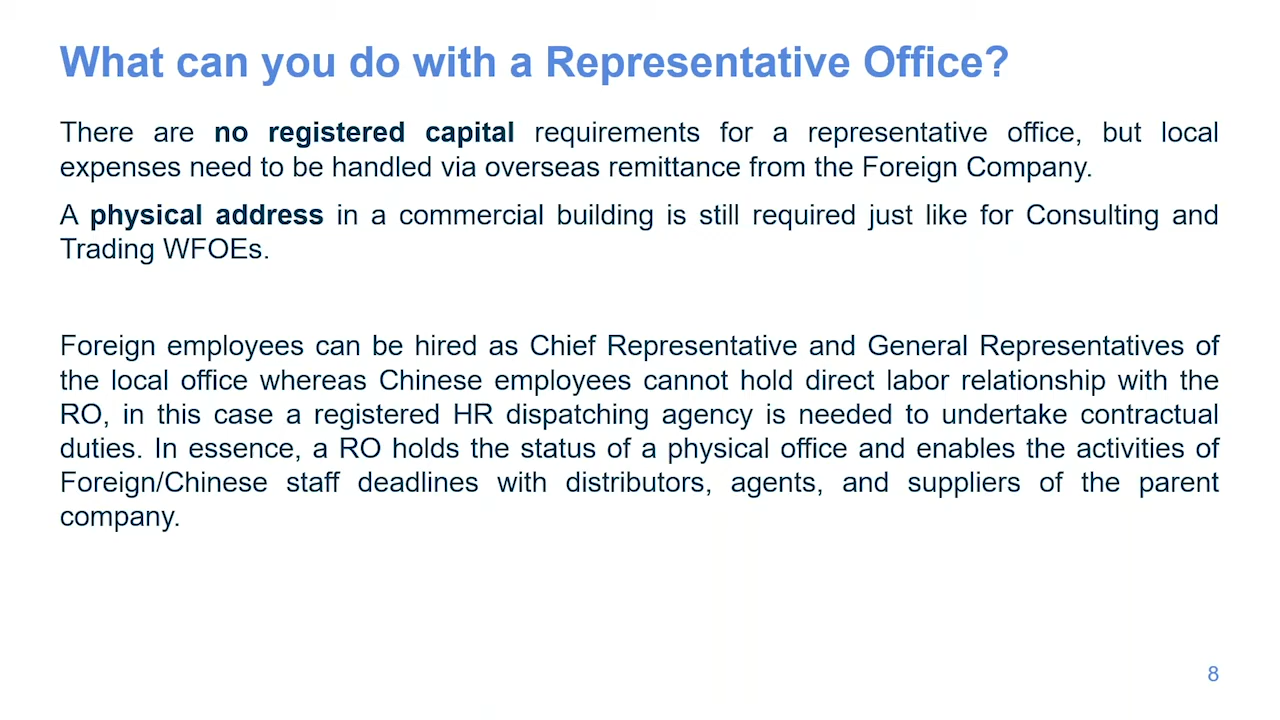 What can you do with a Representative Office?
There are no registered capital requirements for a representative office, but local
expenses need to be handled via overseas remittance from the Foreign Company.
A physical address in a commercial building is still required just like for Consulting and
Trading WFOEs.
Foreign employees can be hired as Chief Representative and General Representatives of
the local office whereas Chinese employees cannot hold direct labor relationship with the
RO, in this case a registered HR dispatching agency is needed to undertake contractual
duties. In essence, a RO holds the status of a physical office and enables the activities of
Foreign/Chinese staff deadlines with distributors, agents, and suppliers of the parent
company.
8